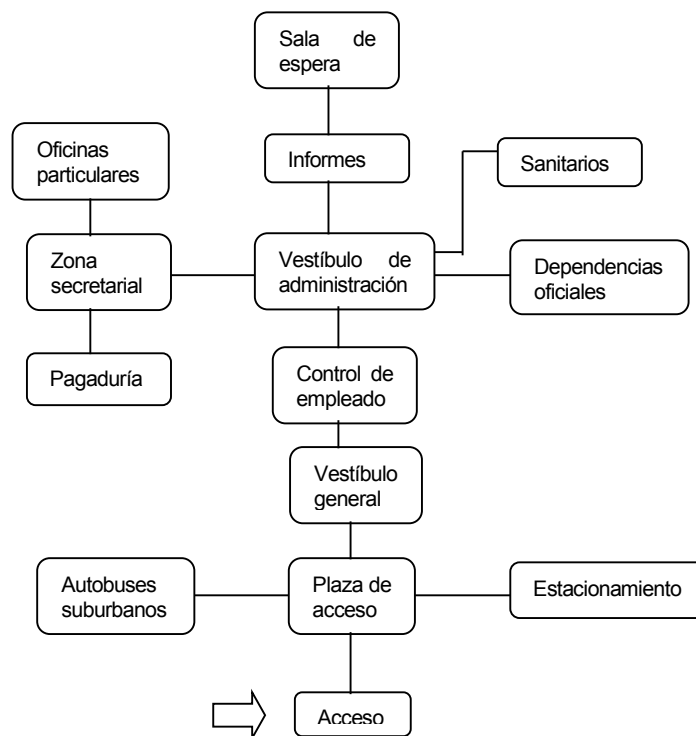 Sala de
espera
Informes
Oficinas
particulares
Sanitarios
Zona
secretarial
Vestíbulo de
administración
Dependencias
oficiales
Pagaduría
Control de
empleado
Vestíbulo
general
Autobuses
suburbanos
Plaza de
acceso
Estacionamiento
Acceso